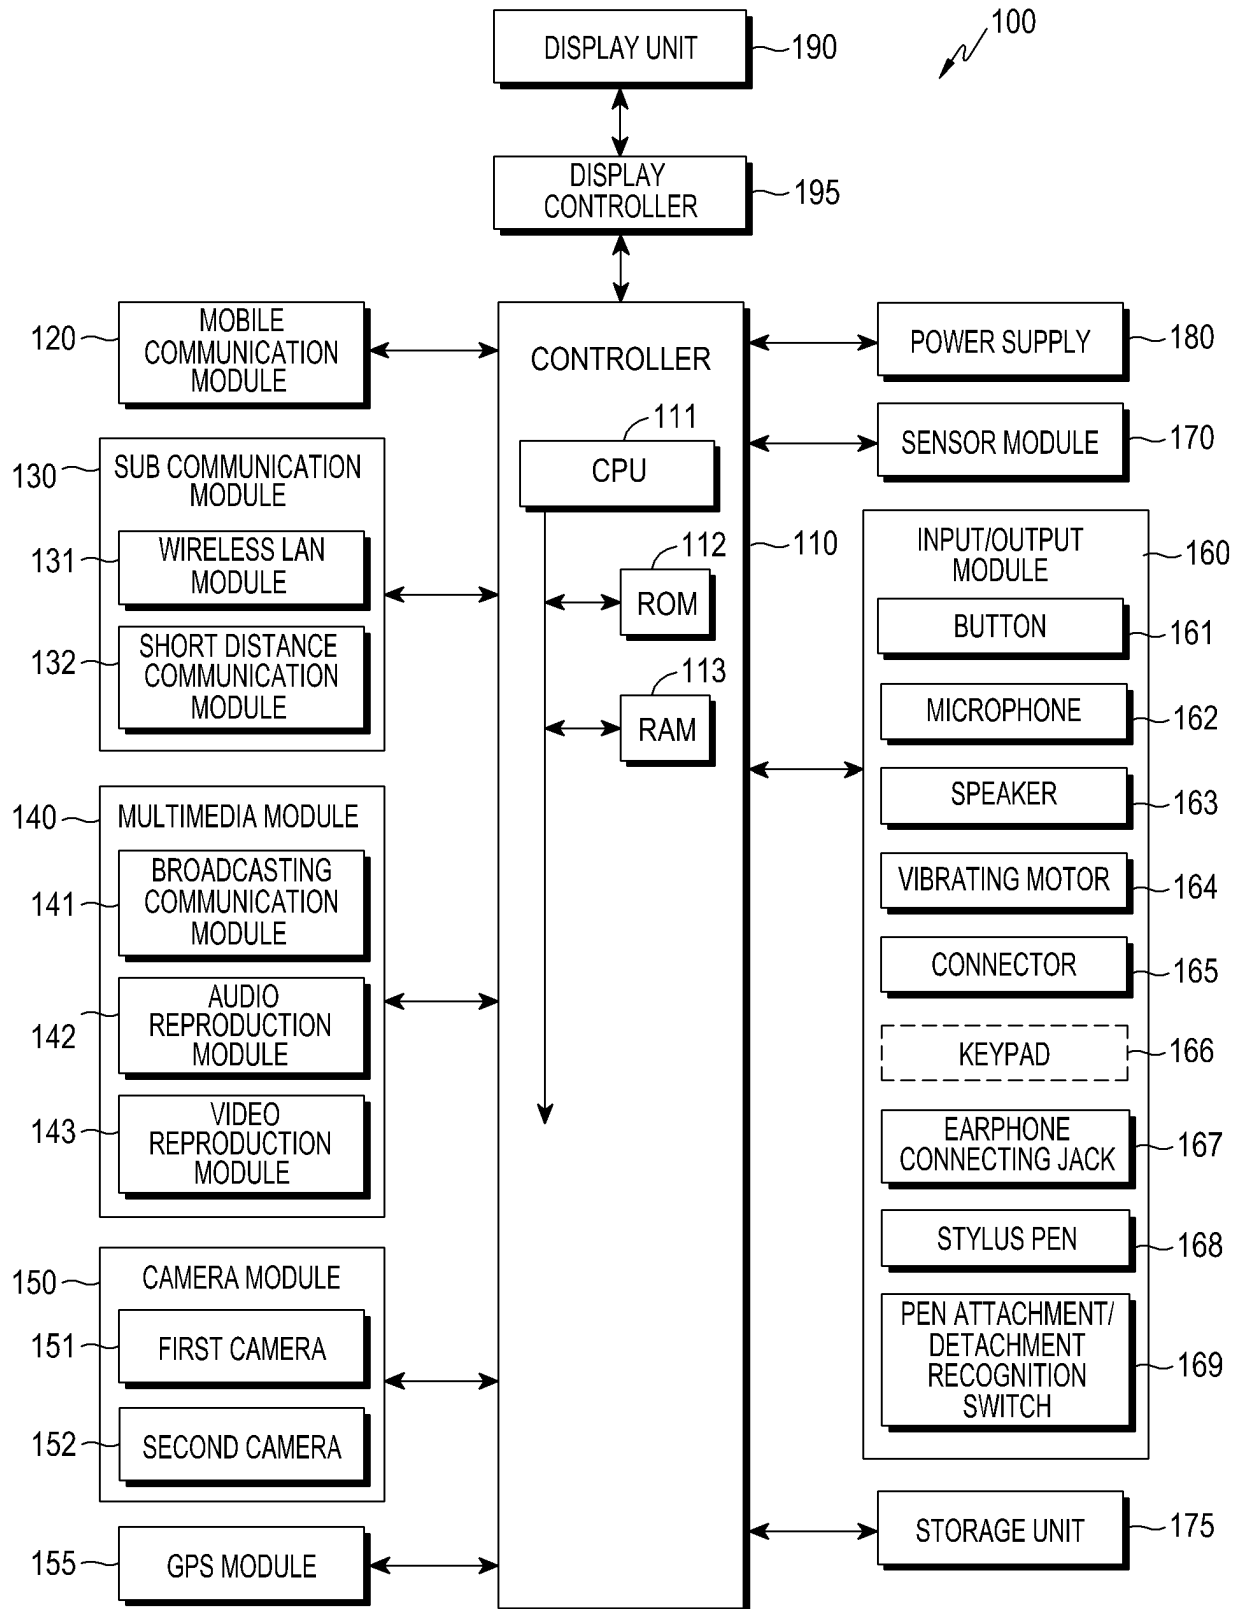 100
DISPLAY UNIT
190
DISPLAY
CONTROLLER
195
120
MOBILE
COMMUNICATION
MODULE
130
SUB COMMUNICATION
MODULE
131
WIRELESS LAN
MODULE
132
SHORT DISTANCE
COMMUNICATION
MODULE
140
MULTIMEDIA MODULE
141
BROADCASTING
COMMUNICATION
MODULE
142
AUDIO
REPRODUCTION
MODULE
143
VIDEO
REPRODUCTION
MODULE
150
CAMERA MODULE
151
FIRST CAMERA
152
SECOND CAMERA
155
GPS MODULE
CONTROLLER
110
111
CPU
112
ROM
113
RAM
POWER SUPPLY
180
SENSOR MODULE
170
INPUT/OUTPUT
MODULE
160
BUTTON
161
MICROPHONE
162
SPEAKER
163
VIBRATING MOTOR
164
CONNECTOR
165
KEYPAD
166
EARPHONE
CONNECTING JACK
167
STYLUS PEN
168
PEN ATTACHMENT/
DETACHMENT
RECOGNITION
SWITCH
169
STORAGE UNIT
175